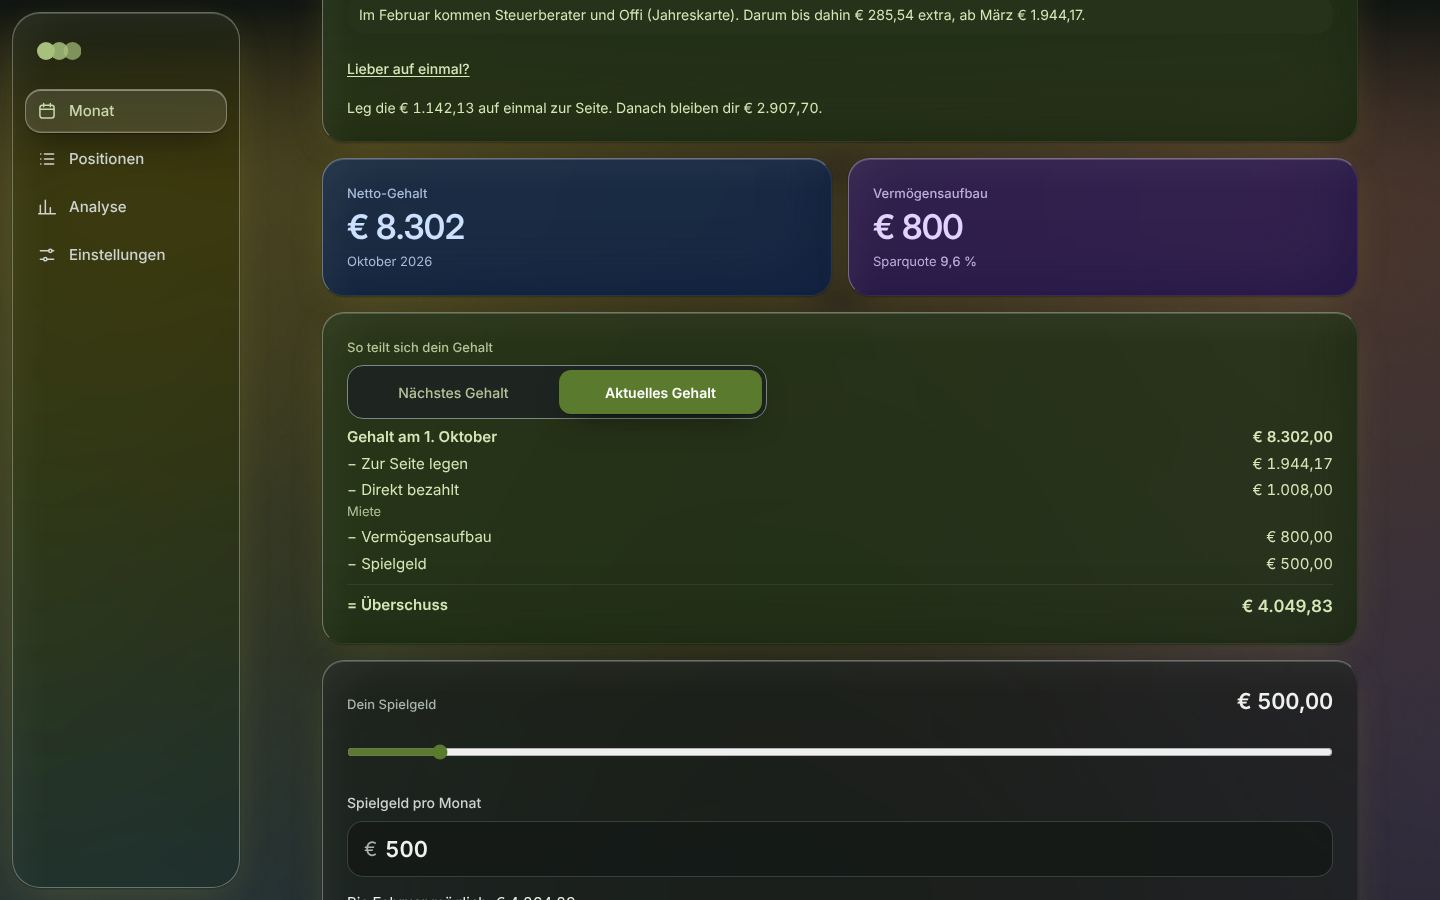 Im Februar kommen Steuerberater und Offi (Jahreskarte). Darum bis dahin € 285,54 extra, ab März € 1.944,17.
Lieber auf einmal?
Leg die € 1.142,13 auf einmal zur Seite. Danach bleiben dir € 2.907,70.
Monat
Positionen
Analyse
Einstellungen
Netto-Gehalt
€ 8.302
Oktober 2026
Vermögensaufbau
€ 800
Sparquote 9,6 %
So teilt sich dein Gehalt
Nächstes Gehalt
Aktuelles Gehalt
Gehalt am 1. Oktober € 8.302,00
− Zur Seite legen € 1.944,17
− Direkt bezahlt € 1.008,00
Miete
− Vermögensaufbau € 800,00
− Spielgeld € 500,00
= Überschuss € 4.049,83
Dein Spielgeld € 500,00
Spielgeld pro Monat
€ 500